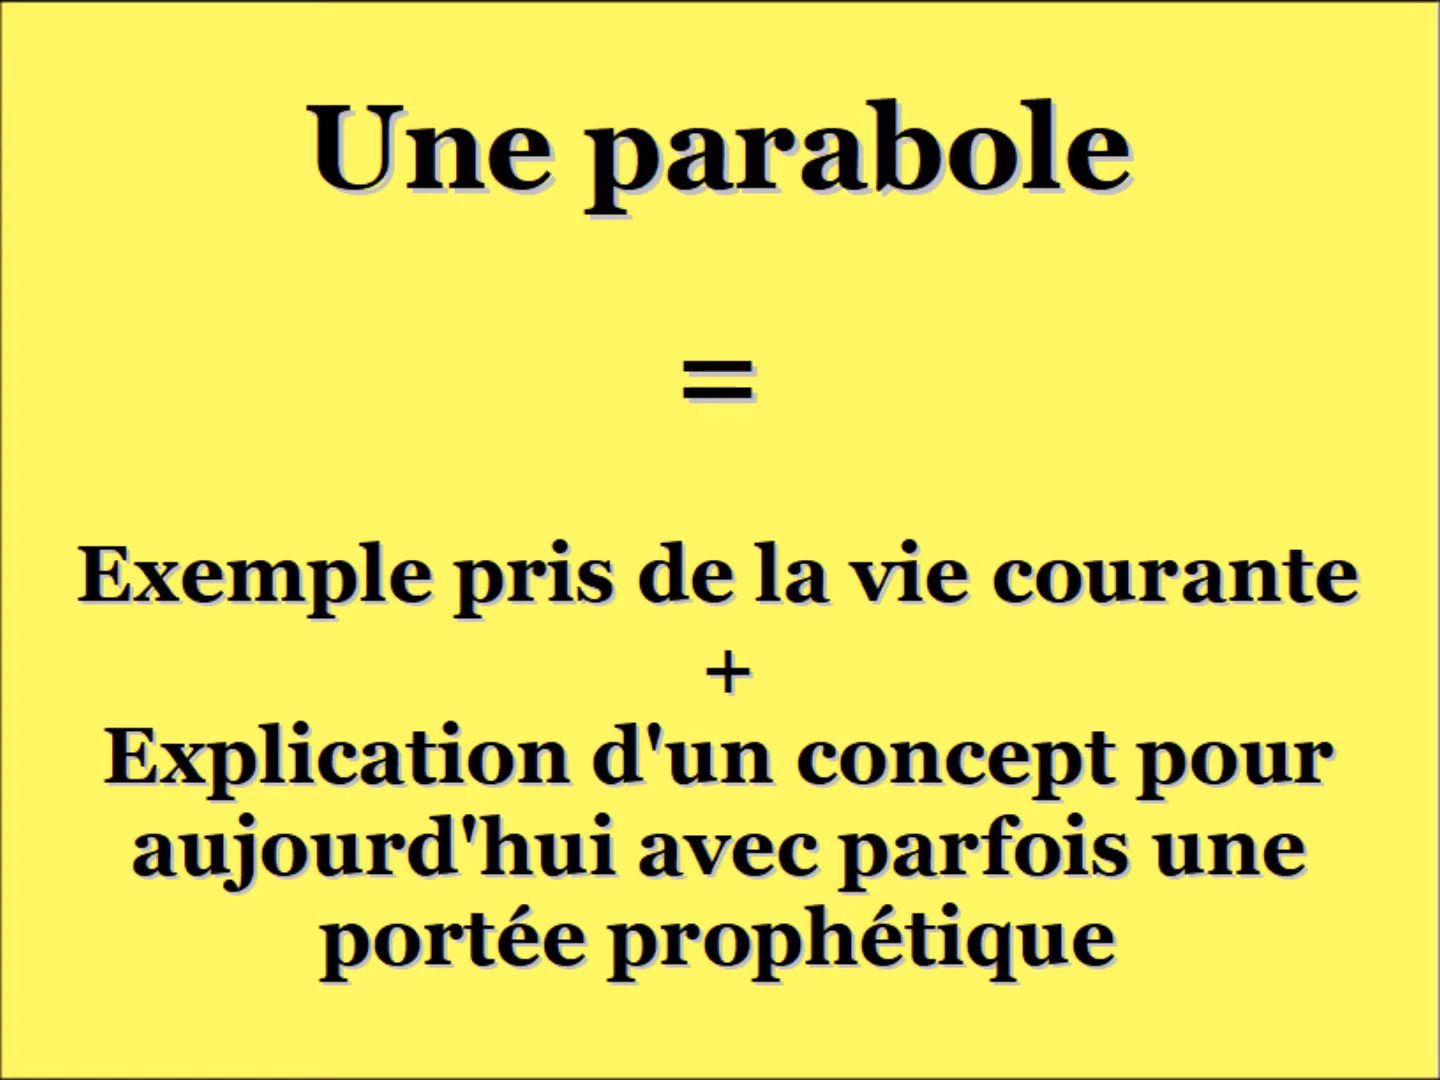 Une parabole
=
Exemple pris de la vie courante
+
Explication d'un concept pour
aujourd'hui avec parfois une
portée prophétique